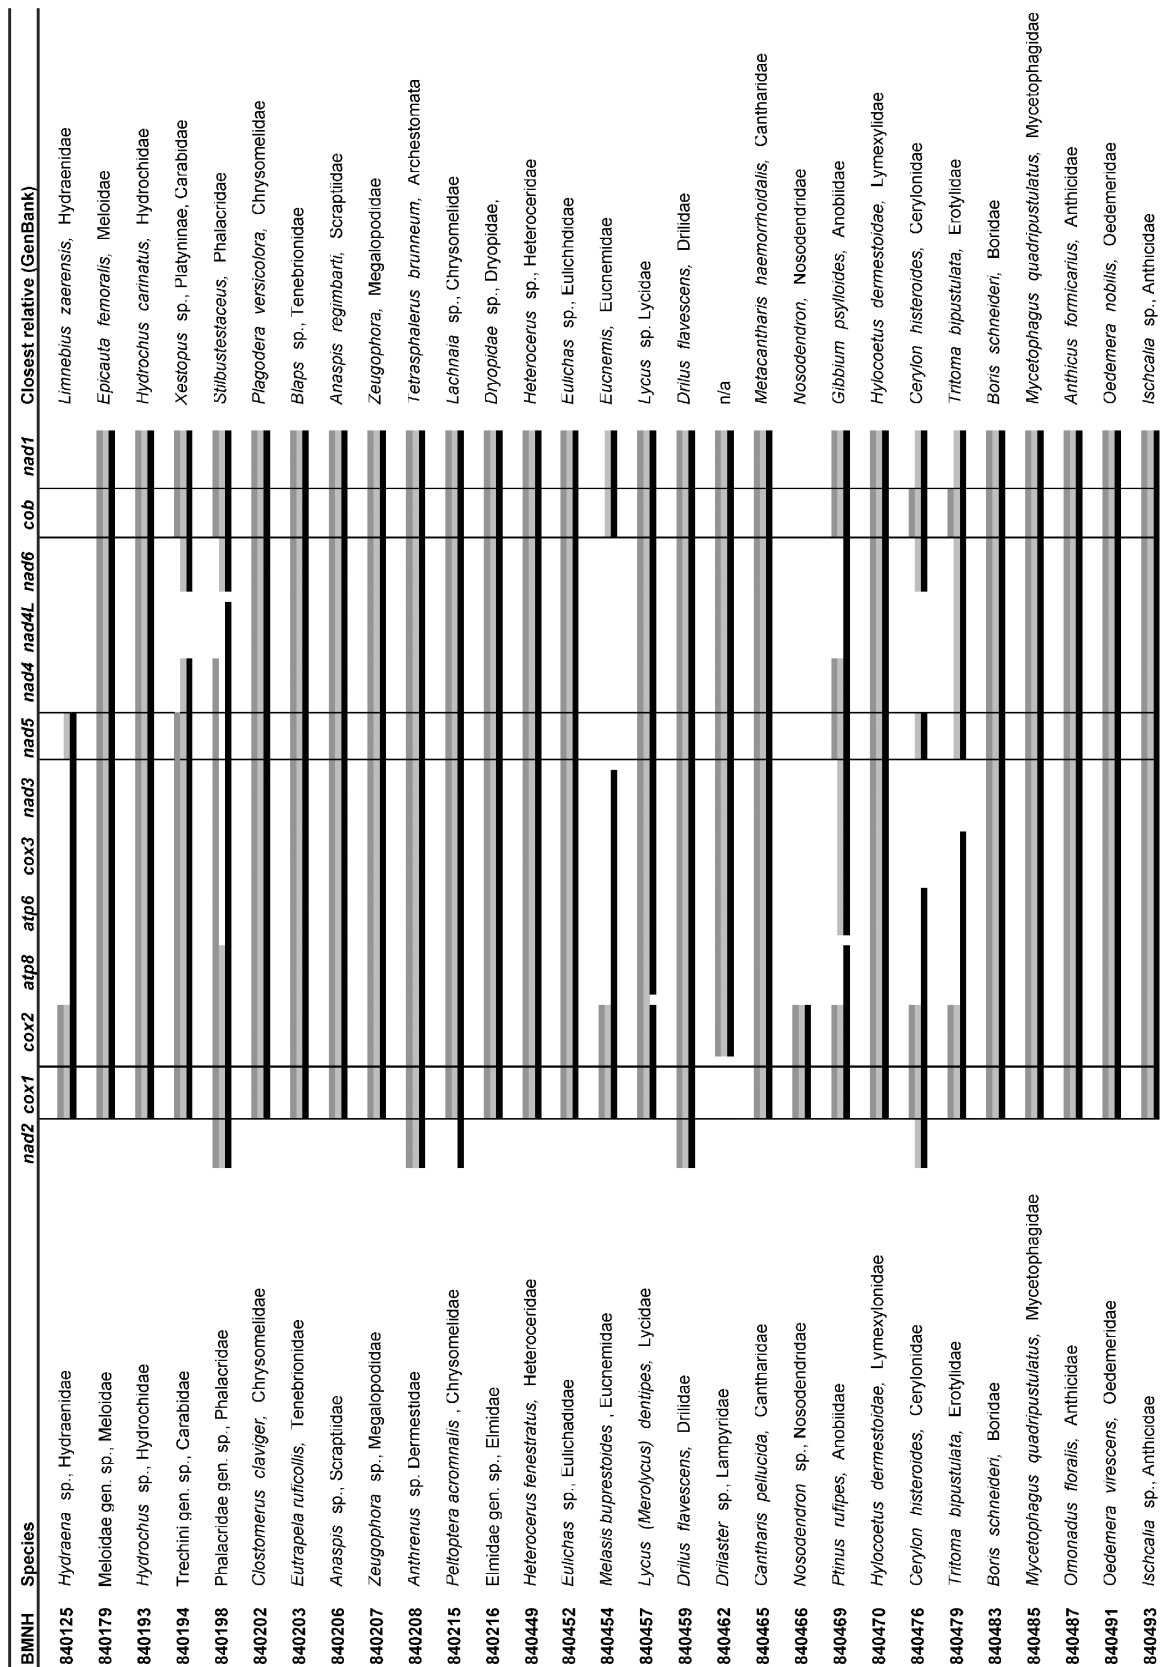 BMNH Species nad2 cox1 cox2 atp8 atp6 cox3 nad3 nad5 nad4 nad4L nad6 cob nad1 Closest relative (GenBank)
840125 Hydraena sp., Hydraenidae Limnebius zaerensis, Hydraenidae
840179 Meloidae gen. sp., Meloidae Epicauta femoralis, Meloidae
840193 Hydrochus sp., Hydrochidae Hydrochus carinatus, Hydrochidae
840194 Trechini gen. sp., Carabidae Xestopus sp., Platyninae, Carabidae
840198 Phalacridae gen. sp., Phalacridae Stilbustestaceus, Phalacridae
840202 Clostomerus claviger, Chrysomelidae Plagodera versicolora, Chrysomelidae
840203 Eutrapela ruficollis, Tenebrionidae Blaps sp., Tenebrionidae
840206 Anaspis sp., Scraptiidae Anaspis regimbarti, Scraptiidae
840207 Zeugophora sp., Megalopodidae Zeugophora, Megalopodidae
840208 Anthrenus sp. Dermestidae Tetrasphalerus brunneum, Archestomata
840215 Peltoptera acromnalis , Chrysomelidae Lachnaia sp., Chrysomelidae
840216 Elmidae gen. sp., Elmidae Dryopidae sp., Dryopidae,
840449 Heterocerus fenestratus, Heteroceridae Heterocerus sp., Heteroceridae
840452 Eulichas sp., Eulichadidae Eulichas sp., Eulichhdidae
840454 Melasis buprestoides , Eucnemidae Eucnemis, Eucnemidae
840457 Lycus (Merolycus) dentipes, Lycidae Lycus sp. Lycidae
840459 Drilus flavescens, Drilidae Drilus flavescens, Drilidae
840462 Drilaster sp., Lampyridae n/a
840465 Cantharis pellucida, Cantharidae Metacantharis haemorrhoidalis, Cantharidae
840466 Nosodendron sp., Nosodendridae Nosodendron, Nosodendridae
840469 Ptinus rufipes, Anobiidae Gibbium psylloides, Anobiidae
840470 Hylocoetus dermestoidae, Lymexylonidae Hylocoetus dermestoidae, Lymexylidae
840476 Cerylon histeroides, Cerylonidae Cerylon histeroides, Cerylonidae
840479 Tritoma bipustulata, Erotylidae Tritoma bipustulata, Erotylidae
840483 Boris schneideri, Boridae Boris schneideri, Boridae
840485 Mycetophagus quadripustulatus, Mycetophagidae Mycetophagus quadripustulatus, Mycetophagidae
840487 Omonadus floralis, Anthicidae Anthicus formicarius, Anthicidae
840491 Oedemera virescens, Oedemeridae Oedemera nobilis, Oedemeridae
840493 Ischcalia sp., Anthicidae Ischcalia sp., Anthicidae